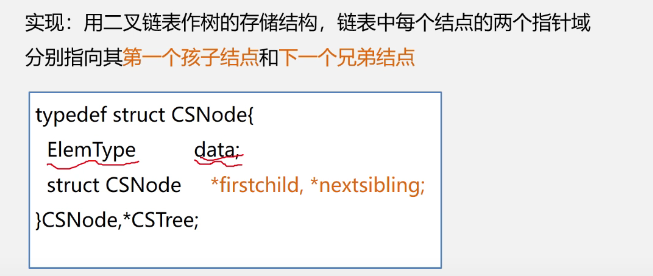 实现：用二叉链表作树的存储结构，链表中每个结点的两个指针域
分别指向其第一个孩子结点和下一个兄弟结点
typedef struct CSNode{
ElemType data;
struct CSNode *firstchild, *nextsibling;
}CSNode,*CSTree;